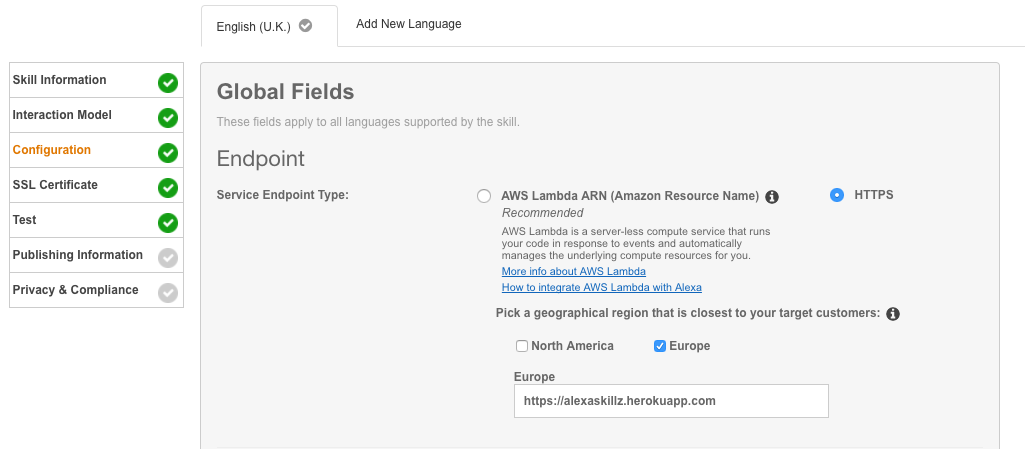 English (U.K.)
Add New Language
Skill Information
Interaction Model
Configuration
SSL Certificate
Test
Publishing Information
Privacy & Compliance
Global Fields
These fields apply to all languages supported by the skill.
Endpoint
Service Endpoint Type:
AWS Lambda ARN (Amazon Resource Name)
HTTPS
Recommended
AWS Lambda is a server-less compute service that runs
your code in response to events and automatically
manages the underlying compute resources for you.
More info about AWS Lambda
How to integrate AWS Lambda with Alexa
Pick a geographical region that is closest to your target customers:
North America
Europe
Europe
https://alexaskillz.herokuapp.com